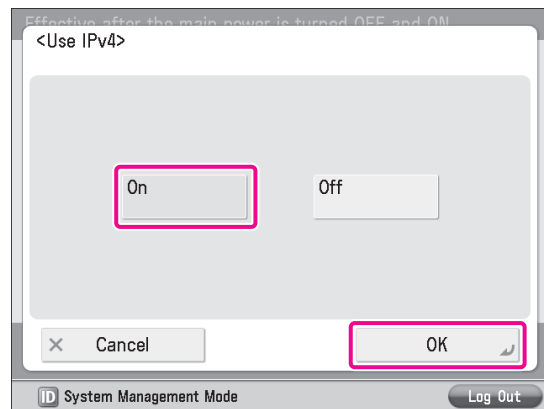 Effective after the main power is turned OFF and ON.
<Use IPv4>
On
Off
Cancel
OK
ID System Management Mode
Log Out